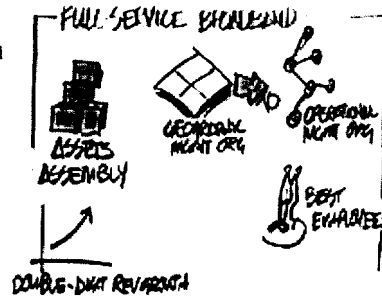 FULL-SERVICE BROADBAND
ASSETS
ASSEMBLY
GEOGRAPHIC
MGMT ORG
OPERATIONAL
MGMT ORG
BEST
EMPLOYEE
DOUBLE-DIGIT REV GROWTH